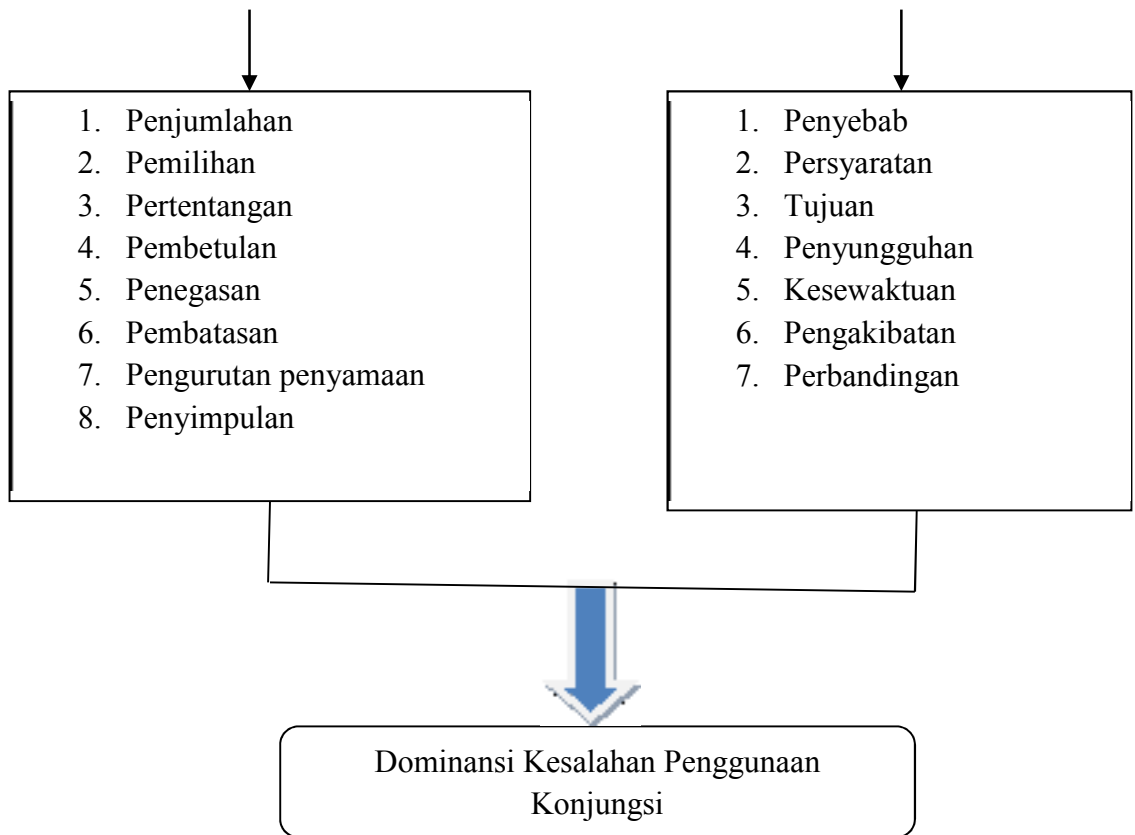 1. Penjumlahan
2. Pemilihan
3. Pertentangan
4. Pembetulan
5. Penegasan
6. Pembatasan
7. Pengurutan penyamaan
8. Penyimpulan
1. Penyebab
2. Persyaratan
3. Tujuan
4. Penyungguhan
5. Kesewaktuan
6. Pengakibatan
7. Perbandingan
Dominansi Kesalahan Penggunaan
Konjungsi